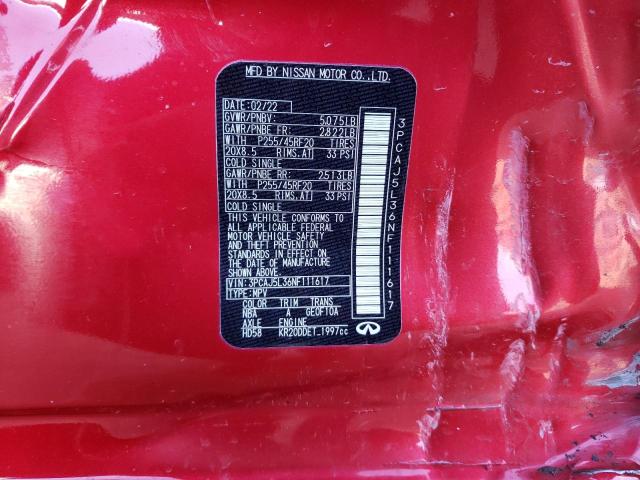 MFD BY NISSAN MOTOR CO.,LTD.
DATE: 02/22
GVWR/PNBV: 5075LB
GAWR/PNBE FR: 2822LB
WITH P255/45RF20 TIRES
20X8.5 RIMS,AT 33 PSI
COLD SINGLE
GAWR/PNBE RR: 2513LB
WITH P255/45RF20 TIRES
20X8.5 RIMS,AT 33 PSI
COLD SINGLE
THIS VEHICLE CONFORMS TO
ALL APPLICABLE FEDERAL
MOTOR VEHICLE SAFETY
AND THEFT PREVENTION
STANDARDS IN EFFECT ON
THE DATE OF MANUFACTURE
SHOWN ABOVE.
VIN: 3PCAJ5L36NF111617
TYPE: MPV
COLOR TRIM TRANS
NBA A GE0F10A
AXLE ENGINE
HD58 KR20DDET 1997cc
3PCAJ5L36NF111617